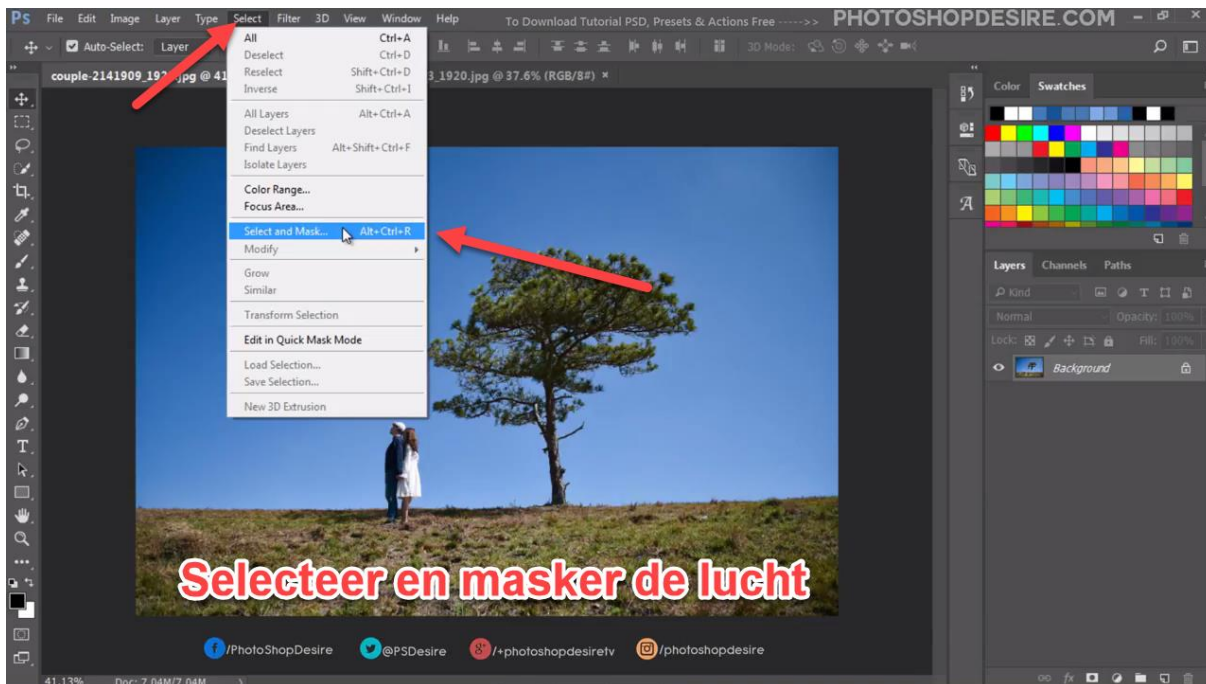 Ps File Edit Image Layer Type Select Filter 3D View Window Help To Download Tutorial PSD, Presets & Actions Free ----->> PHOTOSHOPDESIRE.COM
Auto-Select: Layer 3D Mode:
couple-2141909_19 .jpg @ 41 3_1920.jpg @ 37.6% (RGB/8#) ×
All Ctrl+A
Deselect Ctrl+D
Reselect Shift+Ctrl+D
Inverse Shift+Ctrl+I
All Layers Alt+Ctrl+A
Deselect Layers
Find Layers Alt+Shift+Ctrl+F
Isolate Layers
Color Range...
Focus Area...
Select and Mask... Alt+Ctrl+R
Modify
Grow
Similar
Transform Selection
Edit in Quick Mask Mode
Load Selection...
Save Selection...
New 3D Extrusion
Color Swatches
Layers Channels Paths
Kind
Normal Opacity: 100%
Lock: Fill: 100%
Background
Selecteer en masker de lucht
/PhotoShopDesire @PSDesire /+photoshopdesiretv /photoshopdesire
41.13% Doc: 7.04M/7.04M
fx